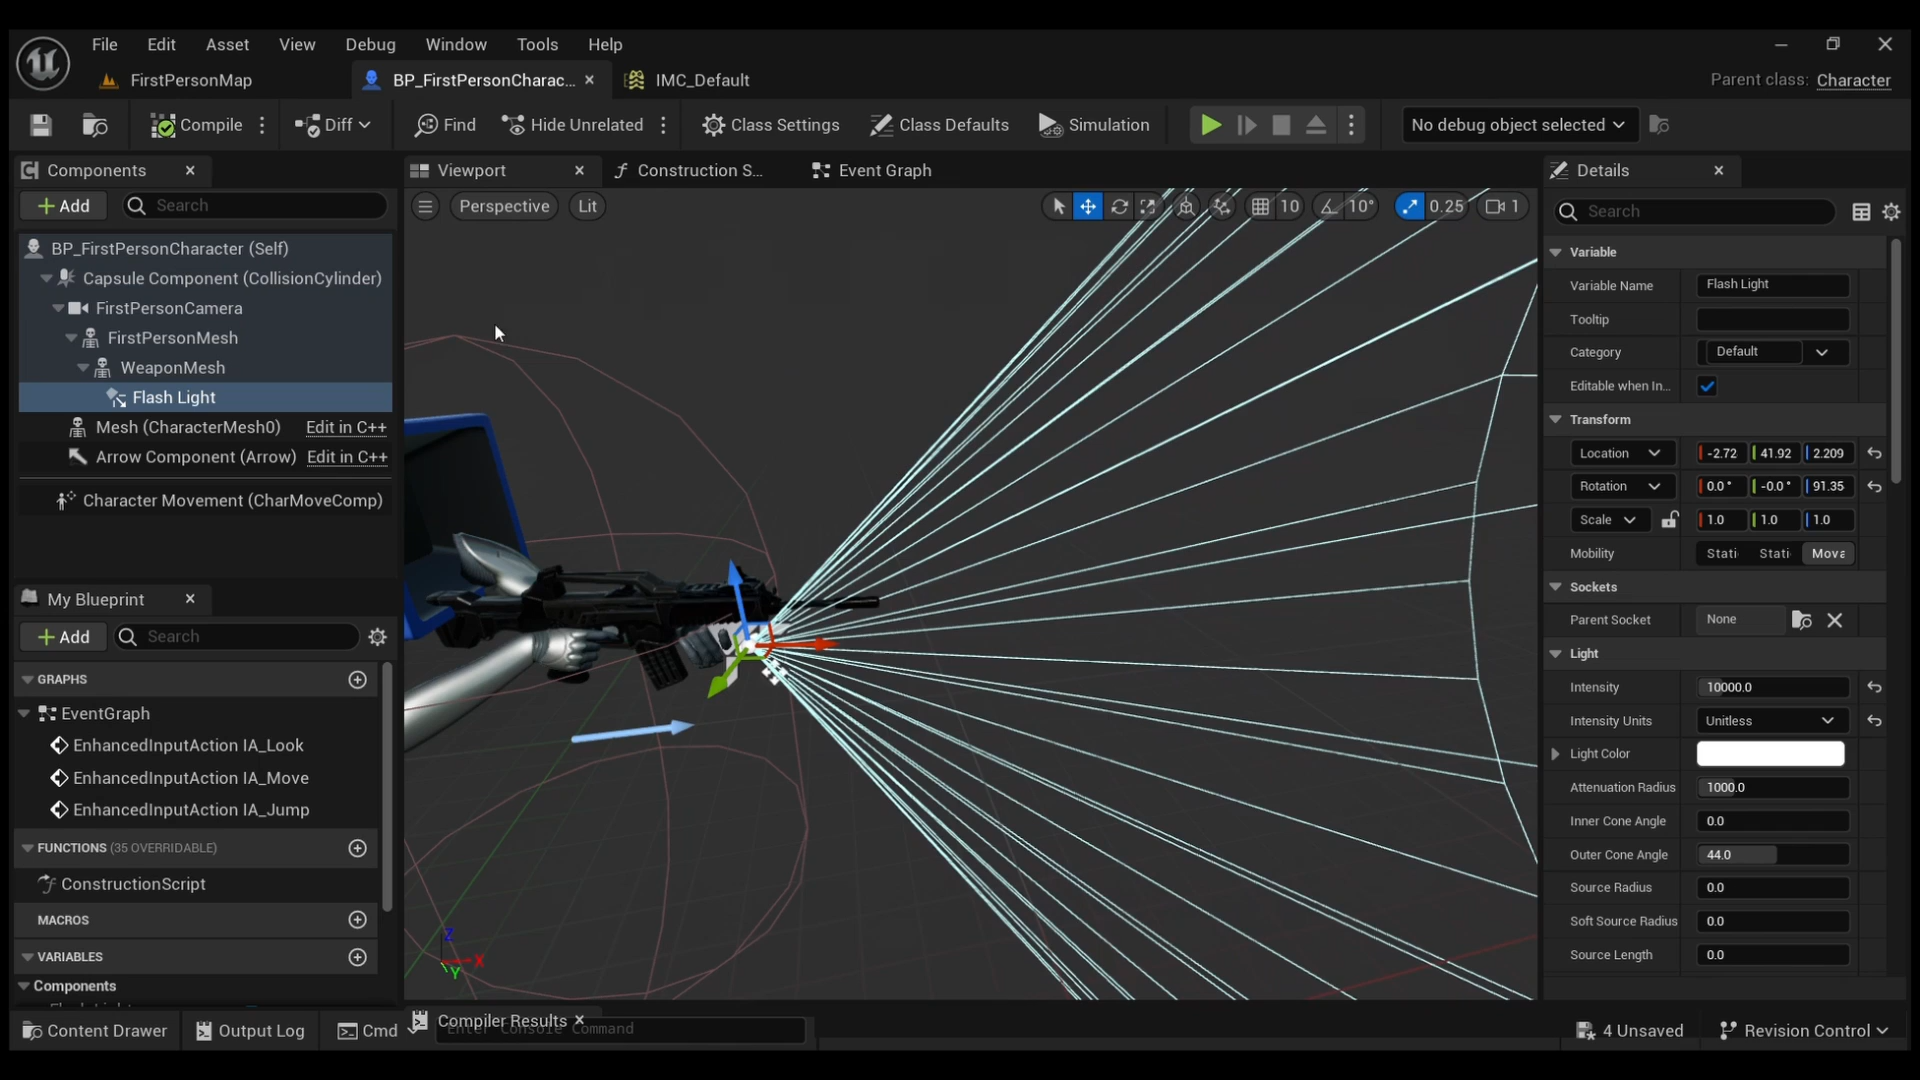 File Edit Asset View Debug Window Tools Help
FirstPersonMap BP_FirstPersonCharac... IMC_Default Parent class: Character
Compile Diff Find Hide Unrelated Class Settings Class Defaults Simulation No debug object selected
Components Viewport Construction S... Event Graph Details
Add Search Perspective Lit 10 10° 0.25 1 Search
BP_FirstPersonCharacter (Self)
Capsule Component (CollisionCylinder)
FirstPersonCamera
FirstPersonMesh
WeaponMesh
Flash Light
Mesh (CharacterMesh0) Edit in C++
Arrow Component (Arrow) Edit in C++
Character Movement (CharMoveComp)
My Blueprint
Add Search
GRAPHS
EventGraph
EnhancedInputAction IA_Look
EnhancedInputAction IA_Move
EnhancedInputAction IA_Jump
FUNCTIONS (35 OVERRIDABLE)
ConstructionScript
MACROS
VARIABLES
Components
Z
X
Y
Variable
Variable Name Flash Light
Tooltip
Category Default
Editable when In...
Transform
Location -2.72 41.92 2.209
Rotation 0.0° -0.0° 91.35
Scale 1.0 1.0 1.0
Mobility Stati Stati Mova
Sockets
Parent Socket None
Light
Intensity 10000.0
Intensity Units Unitless
Light Color
Attenuation Radius 1000.0
Inner Cone Angle 0.0
Outer Cone Angle 44.0
Source Radius 0.0
Soft Source Radius 0.0
Source Length 0.0
Content Drawer Output Log Cmd Compiler Results Enter Console Command 4 Unsaved Revision Control